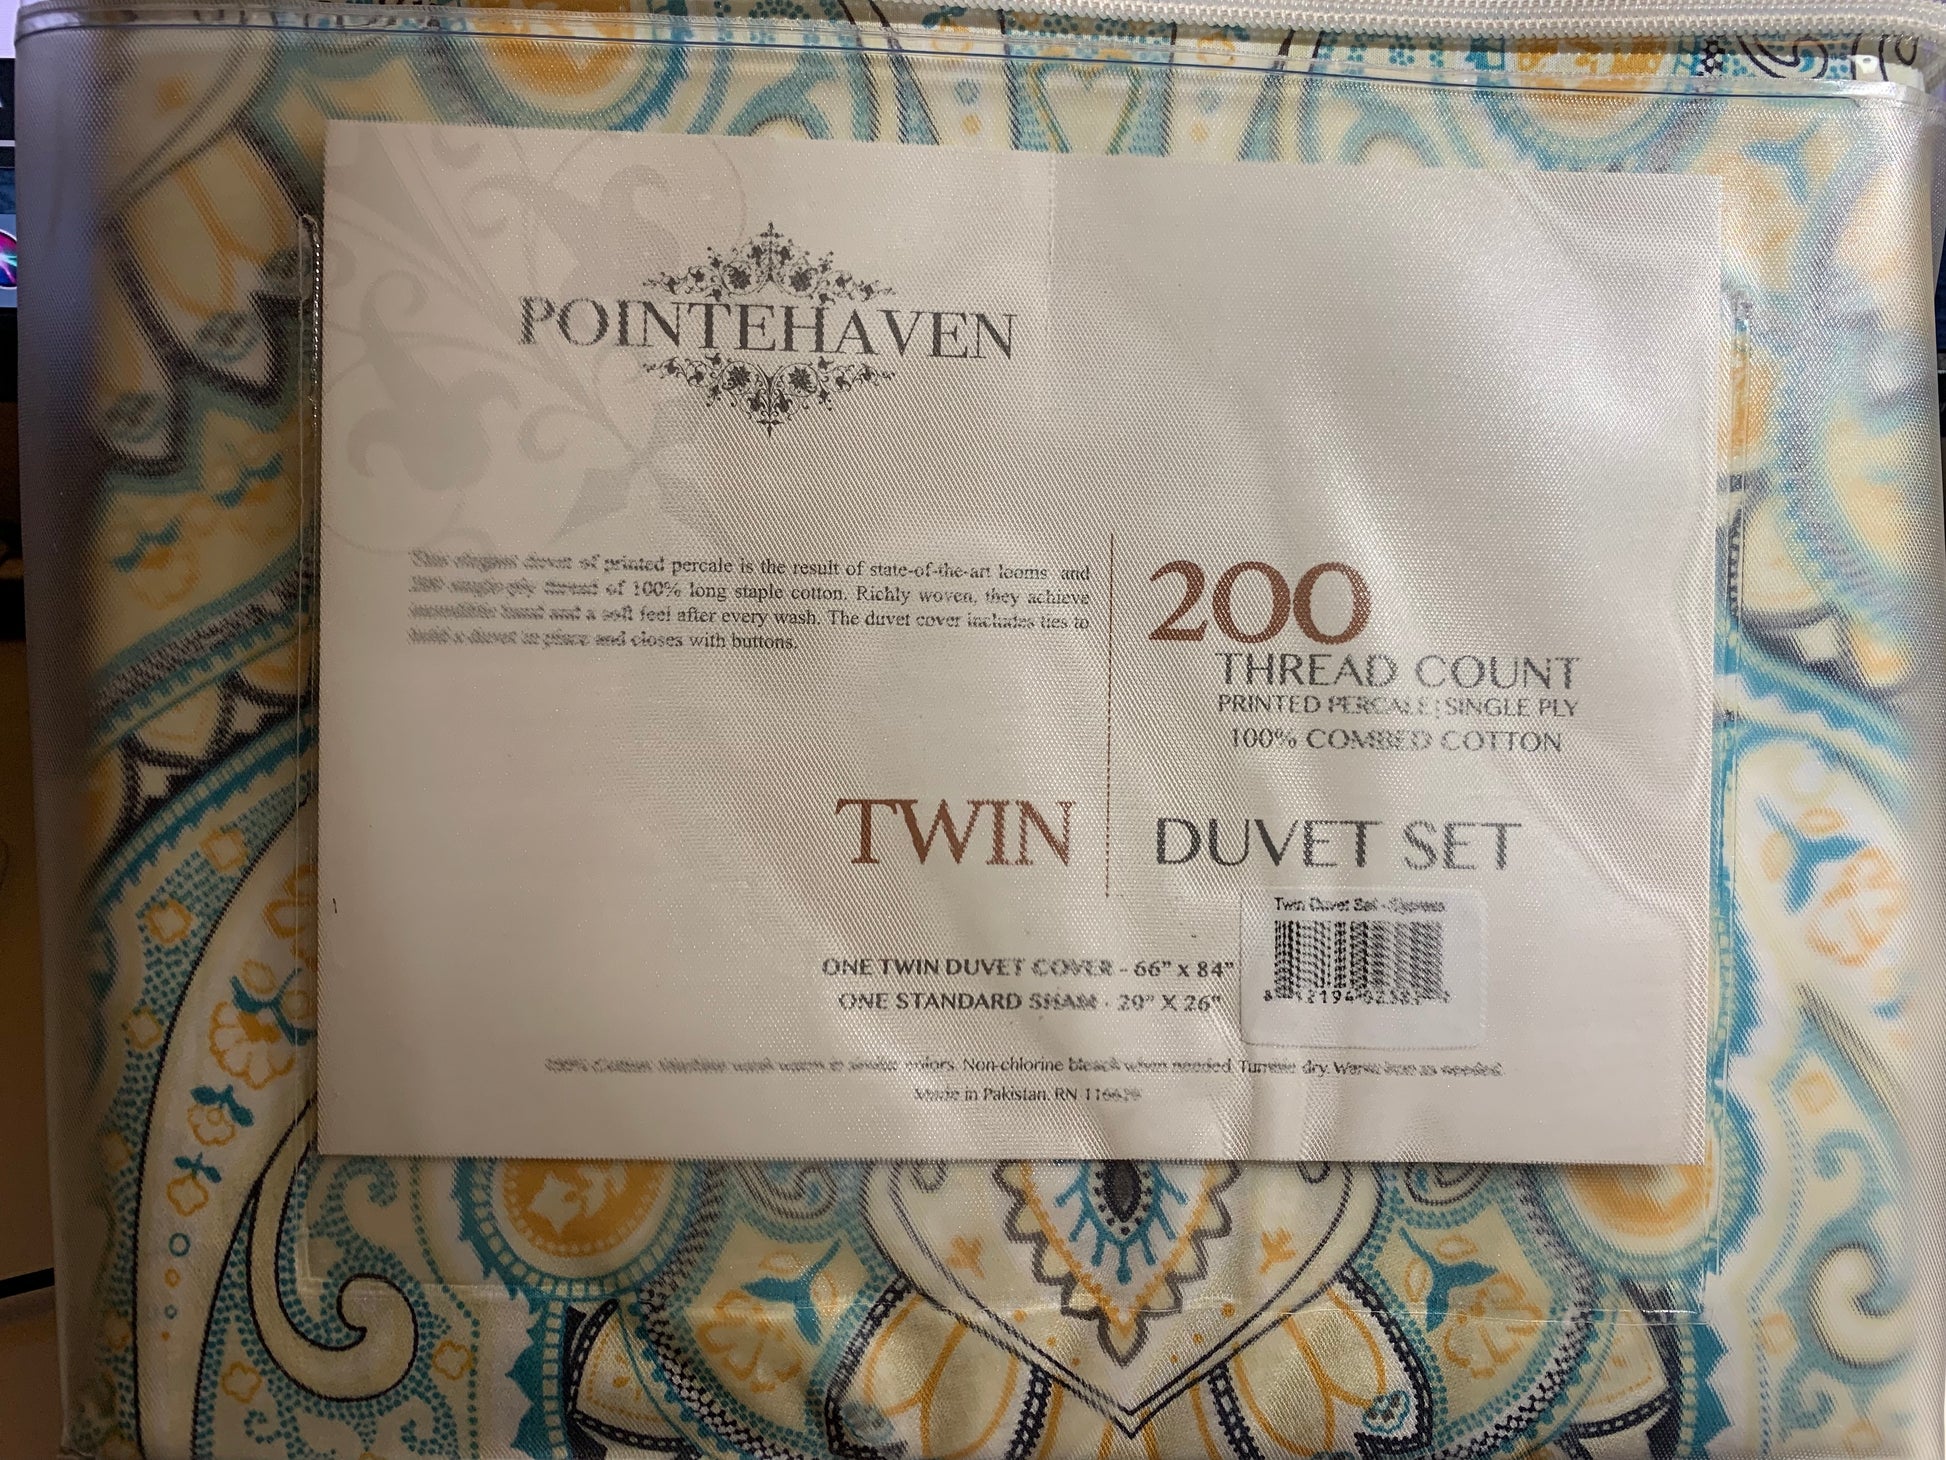 POINTEHAVEN
This elegant duvet of printed percale is the result of state-of-the-art looms and
200 single ply thread of 100% long staple cotton. Richly woven, they achieve
incredible hand and a soft feel after every wash. The duvet cover includes ties to
hold a duvet in place and closes with buttons.
200
THREAD COUNT
PRINTED PERCALE | SINGLE PLY
100% COMBED COTTON
TWIN
DUVET SET
Twin Duvet Set - Cypress
ONE TWIN DUVET COVER - 66" X 84"
ONE STANDARD SHAM - 20" X 26"
100% Cotton. Machine wash warm in similar colors. Non-chlorine bleach when needed. Tumble dry. Warm iron as needed.
Made in Pakistan. RN